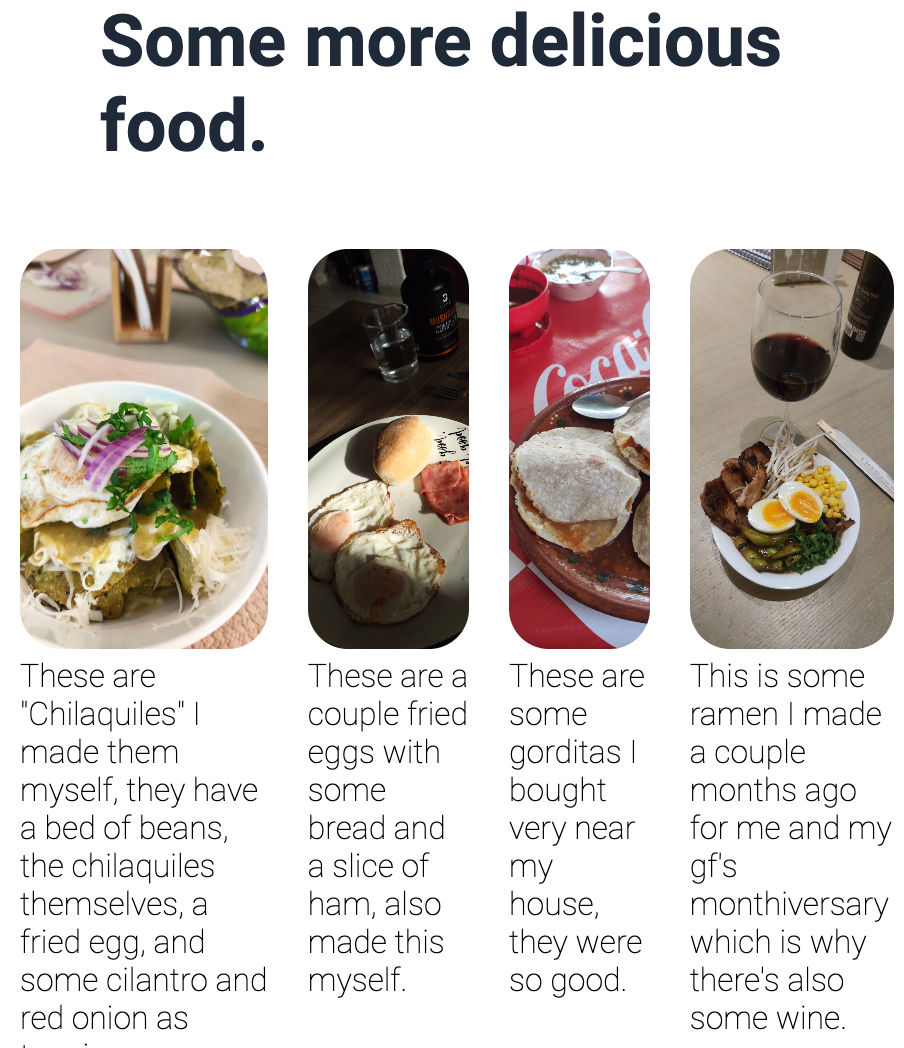 Some more delicious
food.
MUSHROOM
COMPLEX
These are
"Chilaquiles" I
made them
myself, they have
a bed of beans,
the chilaquiles
themselves, a
fried egg, and
some cilantro and
red onion as
These are a
couple fried
eggs with
some
bread and
a slice of
ham, also
made this
myself.
These are
some
gorditas I
bought
very near
my
house,
they were
so good.
This is some
ramen I made
a couple
months ago
for me and my
gf's
monthiversary
which is why
there's also
some wine.